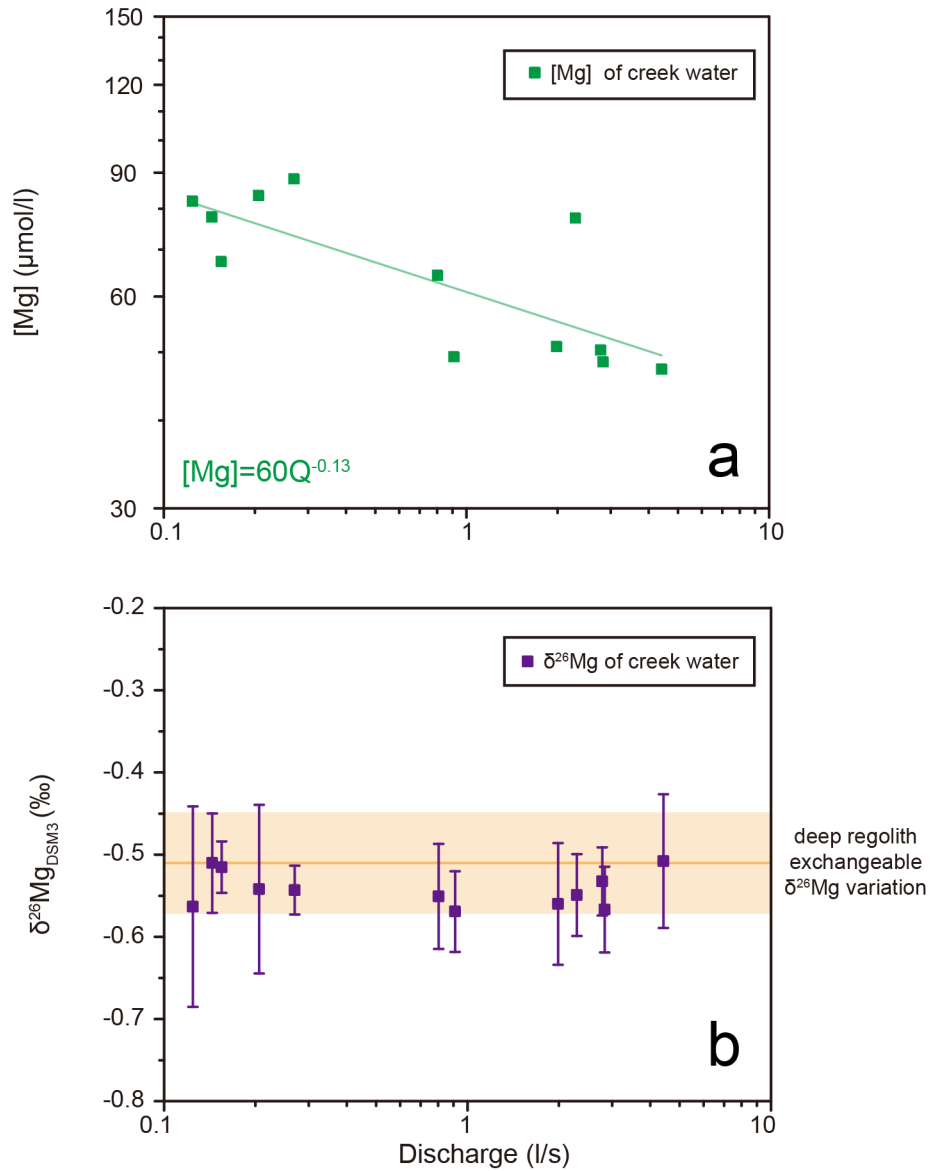 150
120
90
60
30
[Mg] (μmol/l)
[Mg] of creek water
[Mg]=60Q-0.13
a
0.1
1
10
-0.2
-0.3
-0.4
-0.5
-0.6
-0.7
-0.8
δ26MgDSM3 (‰)
δ26Mg of creek water
deep regolith
exchangeable
δ26Mg variation
b
0.1
1
10
Discharge (l/s)